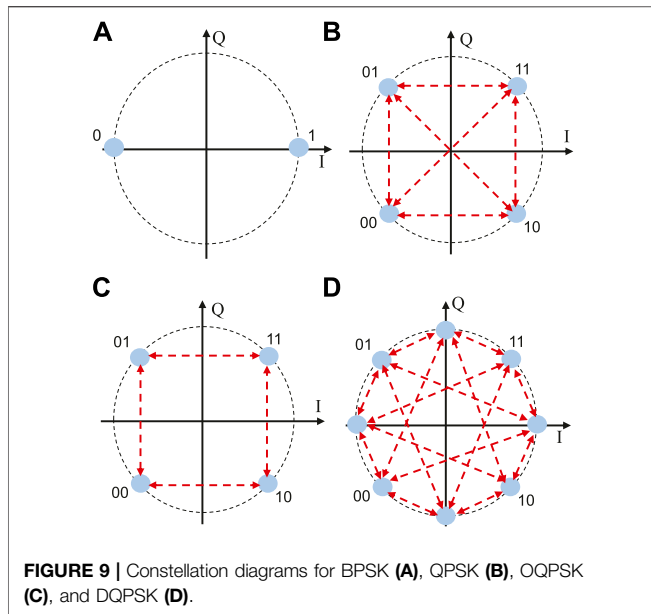 A
Q
0
1
I
B
Q
01
11
I
00
10
C
Q
01
11
I
00
10
D
Q
01
11
I
00
10
FIGURE 9 | Constellation diagrams for BPSK (A), QPSK (B), OQPSK
(C), and DQPSK (D).